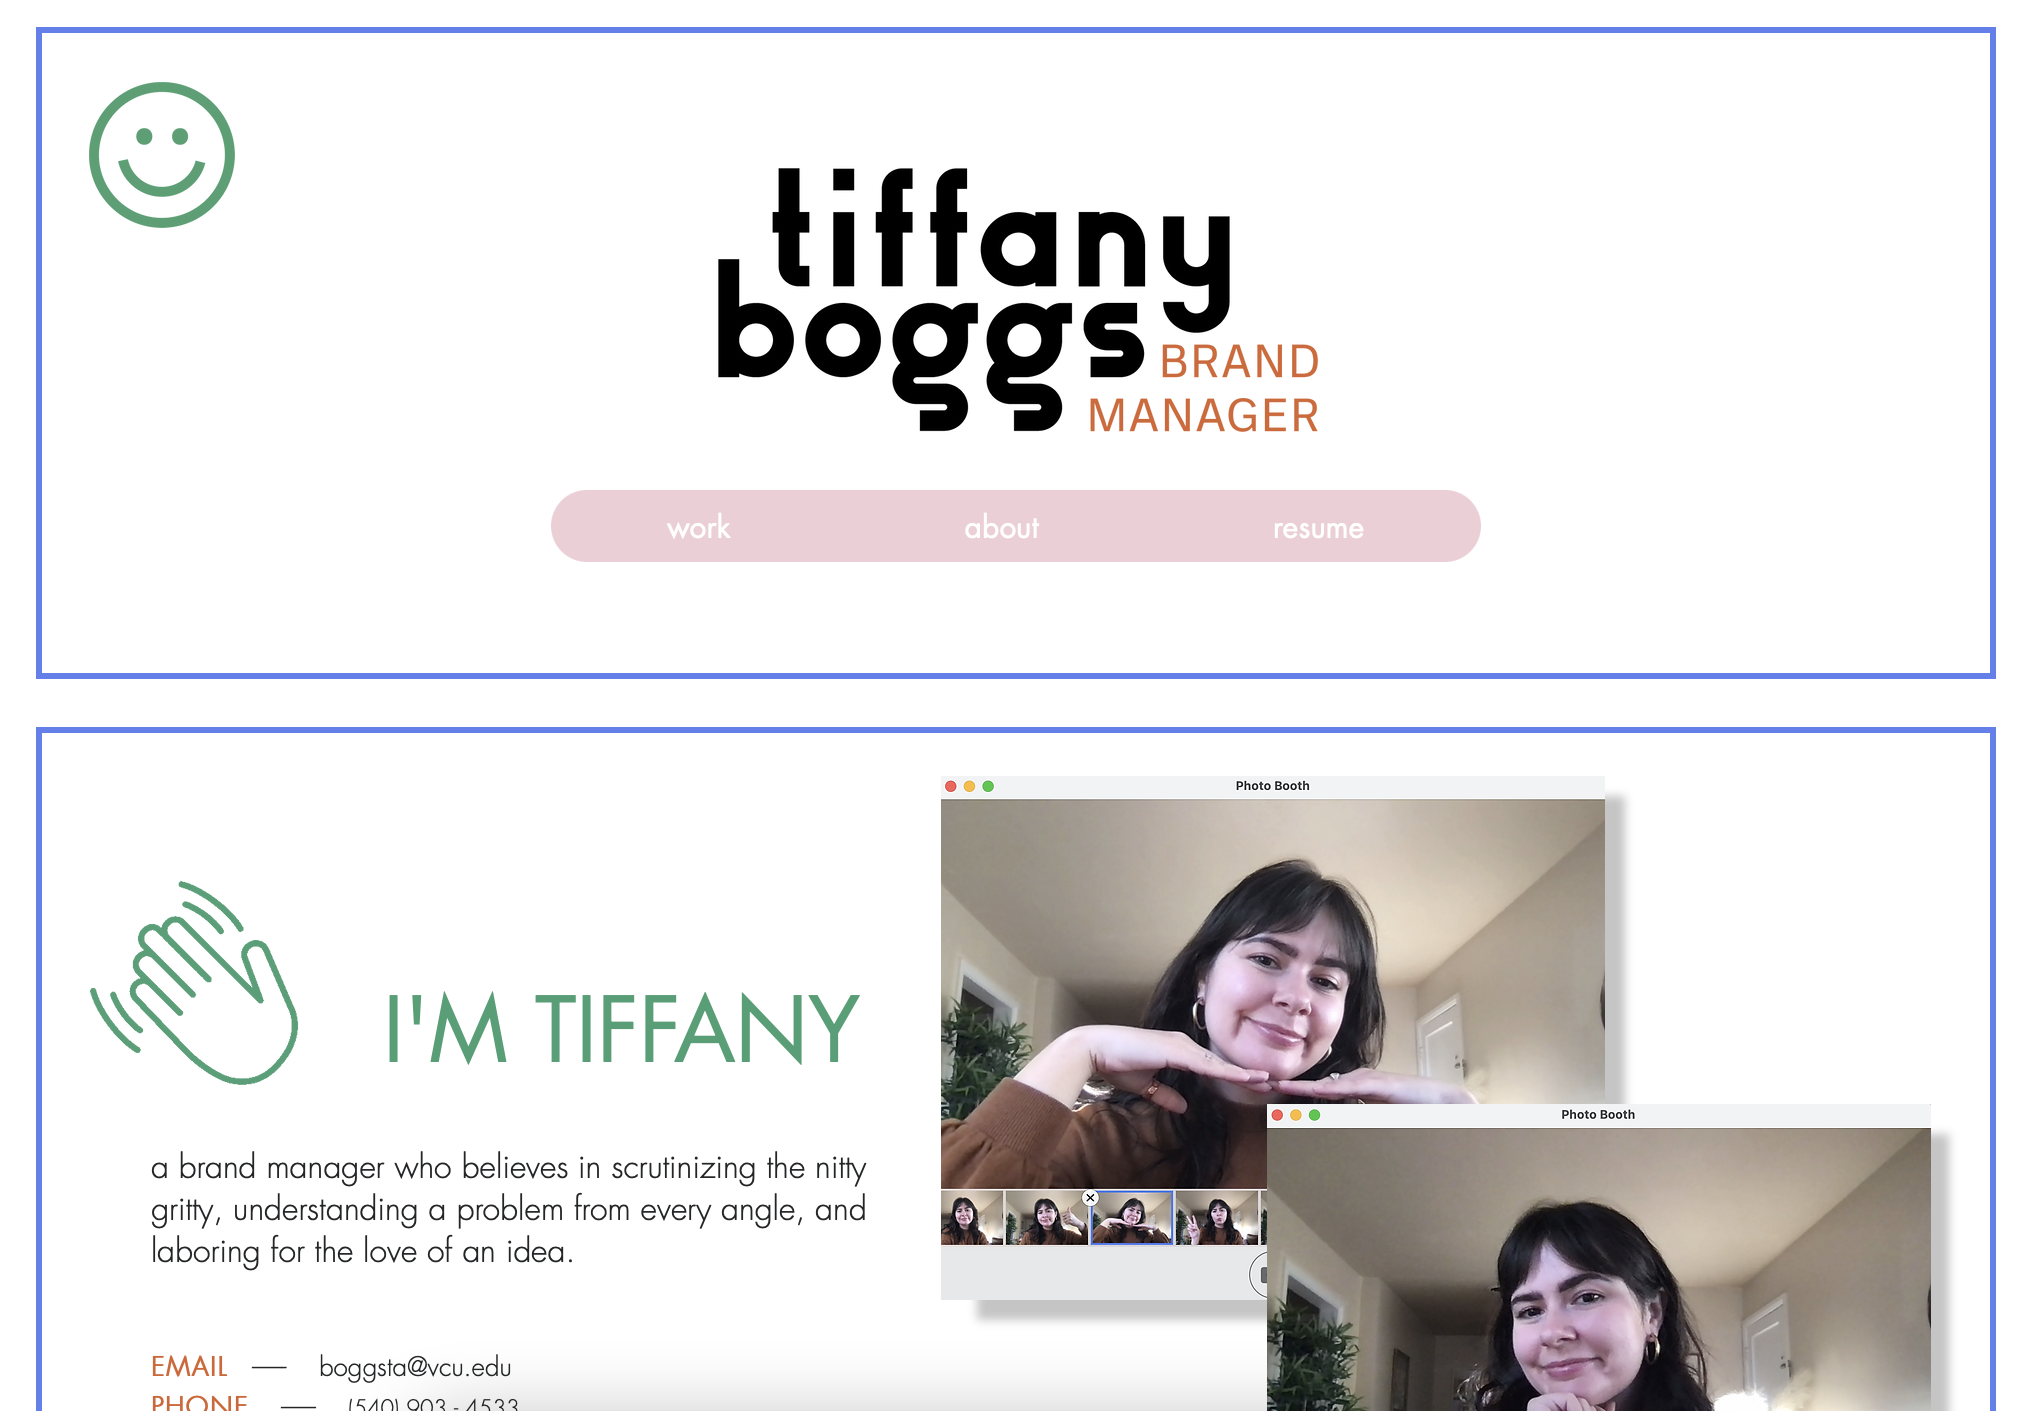 tiffany
boggs
BRAND
MANAGER
work about resume
Photo Booth
I'M TIFFANY
Photo Booth
a brand manager who believes in scrutinizing the nitty
gritty, understanding a problem from every angle, and
laboring for the love of an idea.
EMAIL — boggsta@vcu.edu
PHONE — (540) 903 - 4533